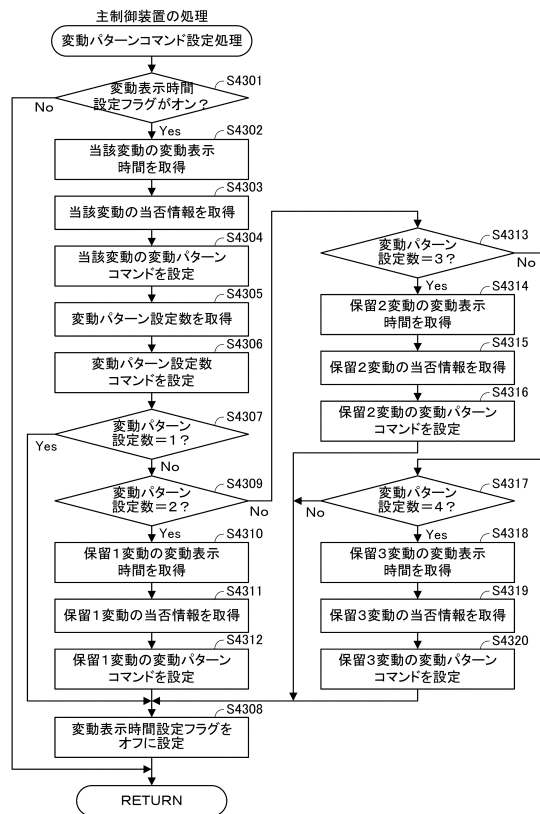 主制御装置の処理
変動パターンコマンド設定処理
S4301
変動表示時間
設定フラグがオン？
No
Yes
S4302
当該変動の変動表示
時間を取得
S4303
当該変動の当否情報を取得
S4304
当該変動の変動パターン
コマンドを設定
S4305
変動パターン設定数を取得
S4306
変動パターン設定数
コマンドを設定
S4307
変動パターン
設定数＝1？
Yes
No
S4309
変動パターン
設定数＝2？
No
Yes
S4310
保留1変動の変動表示
時間を取得
S4311
保留1変動の当否情報を取得
S4312
保留1変動の変動パターン
コマンドを設定
S4308
変動表示時間設定フラグを
オフに設定
RETURN
S4313
変動パターン
設定数＝3？
No
Yes
S4314
保留2変動の変動表示
時間を取得
S4315
保留2変動の当否情報を取得
S4316
保留2変動の変動パターン
コマンドを設定
S4317
変動パターン
設定数＝4？
No
Yes
S4318
保留3変動の変動表示
時間を取得
S4319
保留3変動の当否情報を取得
S4320
保留3変動の変動パターン
コマンドを設定